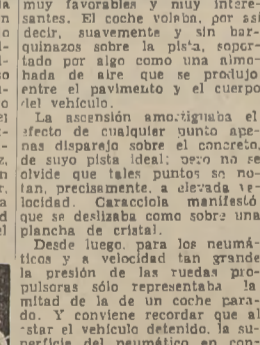 muy favorables y muy intere-
santes. El coche volaba, por así
decir, suavemente y sin bar-
quinazos sobre la pista, sopor-
tado por algo como una almo-
hada de aire que se produjo
entre el pavimento y el cuerpo
del vehículo.
La ascensión amortiguaba el
efecto de cualquier punto ape-
nas disparejo sobre el concreto,
de suyo pista ideal; pero no se
olvide que tales puntos se no-
tan, precisamente, a elevada ve-
locidad. Caracciola manifestó
que se deslizaba como sobre una
plancha de cristal.
Desde luego, para los neumá-
ticos y a velocidad tan grande
la presión de las ruedas pro-
pulsoras sólo representaba la
mitad de la de un coche para-
do. Y conviene recordar que al
estar el vehículo detenido, la su-
perficie del neumático en con-